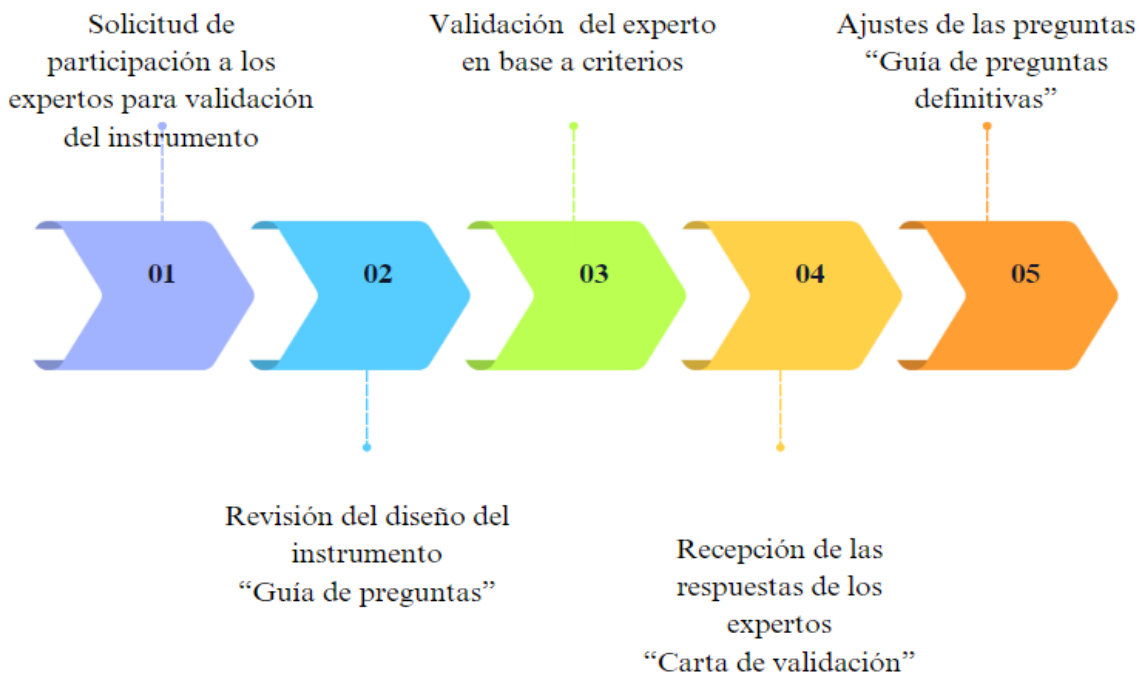 Solicitud de
participación a los
expertos para validación
del instrumento
Validación del experto
en base a criterios
Ajustes de las preguntas
“Guía de preguntas
definitivas”
01
02
03
04
05
Revisión del diseño del
instrumento
“Guía de preguntas”
Recepción de las
respuestas de los
expertos
“Carta de validación”